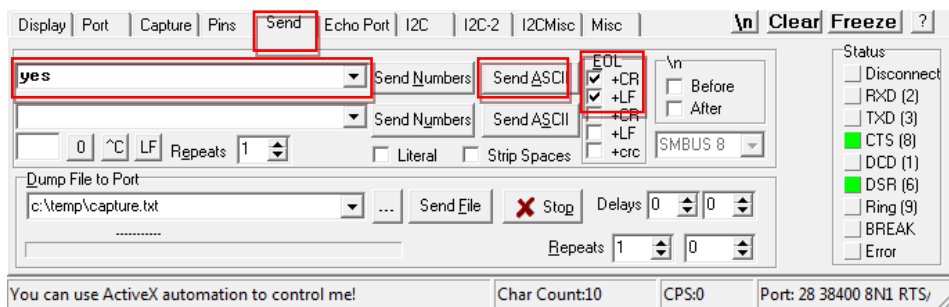 Display Port Capture Pins Send Echo Port I2C I2C-2 I2CMisc Misc \n Clear Freeze ?
yes Send Numbers Send ASCII
EOL
+CR
+LF
\n
Before
After
Send Numbers Send ASCII
+CR
+LF
+crc
SMBUS 8
0 ^C LF Repeats 1 Literal Strip Spaces
Dump File to Port
c:\temp\capture.txt ... Send File Stop Delays 0 0
-----------
Repeats 1 0
Status
Disconnect
RXD (2)
TXD (3)
CTS (8)
DCD (1)
DSR (6)
Ring (9)
BREAK
Error
You can use ActiveX automation to control me! Char Count:10 CPS:0 Port: 28 38400 8N1 RTS/